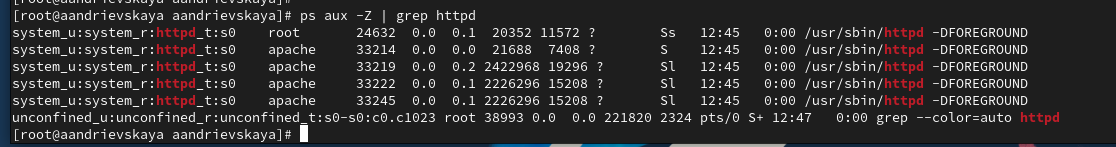 [root@aandrievskaya aandrievskaya]#
[root@aandrievskaya aandrievskaya]# ps aux -Z | grep httpd
system_u:system_r:httpd_t:s0    root       24632  0.0  0.1  20352 11572 ?        Ss   12:45   0:00 /usr/sbin/httpd -DFOREGROUND
system_u:system_r:httpd_t:s0    apache     33214  0.0  0.0  21688  7408 ?        S    12:45   0:00 /usr/sbin/httpd -DFOREGROUND
system_u:system_r:httpd_t:s0    apache     33219  0.0  0.2 2422968 19296 ?       Sl   12:45   0:00 /usr/sbin/httpd -DFOREGROUND
system_u:system_r:httpd_t:s0    apache     33222  0.0  0.1 2226296 15208 ?       Sl   12:45   0:00 /usr/sbin/httpd -DFOREGROUND
system_u:system_r:httpd_t:s0    apache     33245  0.0  0.1 2226296 15208 ?       Sl   12:45   0:00 /usr/sbin/httpd -DFOREGROUND
unconfined_u:unconfined_r:unconfined_t:s0-s0:c0.c1023 root 38993 0.0  0.0 221820 2324 pts/0 S+ 12:47   0:00 grep --color=auto httpd
[root@aandrievskaya aandrievskaya]#